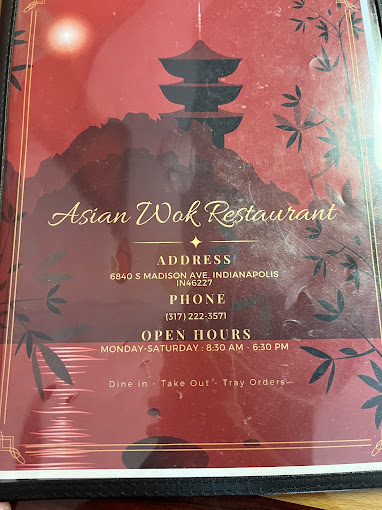 Asian Wok Restaurant
ADDRESS
6840 S MADISON AVE, INDIANAPOLIS
IN46227
PHONE
(317) 222-3571
OPEN HOURS
MONDAY-SATURDAY : 8:30 AM - 6:30 PM
Dine in - Take Out - Tray Orders